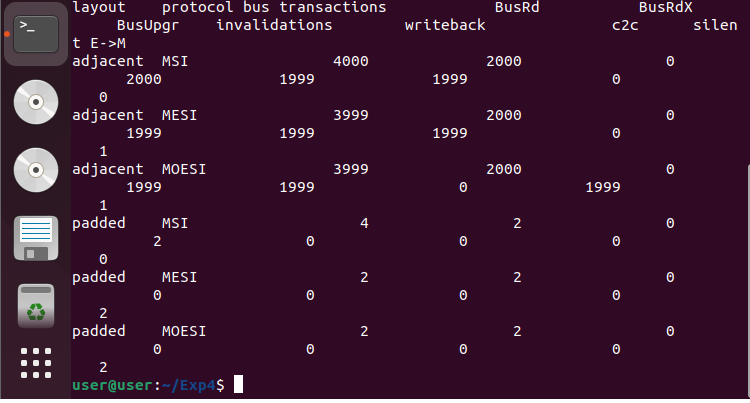 layout    protocol bus transactions            BusRd           BusRdX
     BusUpgr    invalidations        writeback                 c2c      silen
t E->M
adjacent  MSI                4000             2000                0
      2000             1999             1999                0
   0
adjacent  MESI               3999             2000                0
      1999             1999             1999                0
   1
adjacent  MOESI              3999             2000                0
      1999             1999                0             1999
   1
padded    MSI                   4                2                0
         2                0                0                0
   0
padded    MESI                  2                2                0
         0                0                0                0
   2
padded    MOESI                 2                2                0
         0                0                0                0
   2
user@user:~/Exp4$
>_